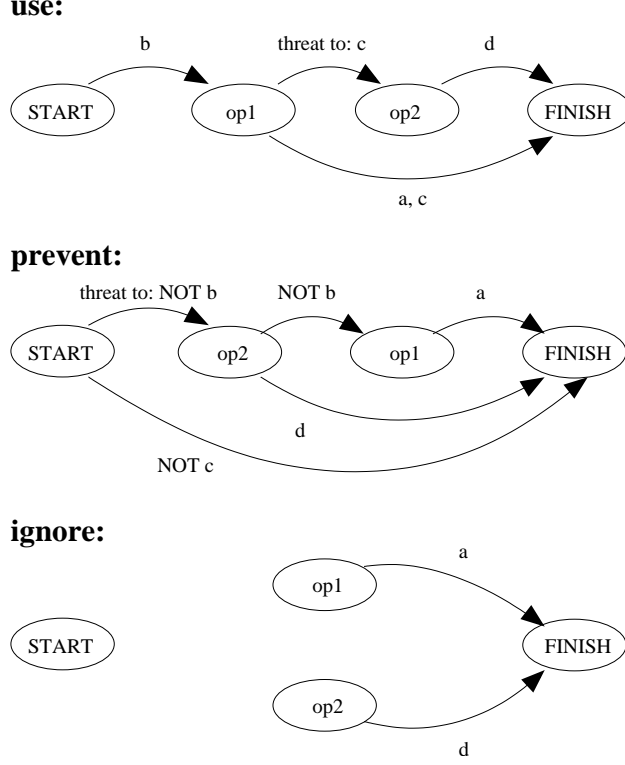 use:
b
threat to: c
d
START
op1
op2
FINISH
a, c
prevent:
threat to: NOT b
NOT b
a
START
op2
op1
FINISH
d
NOT c
ignore:
a
op1
START
FINISH
op2
d